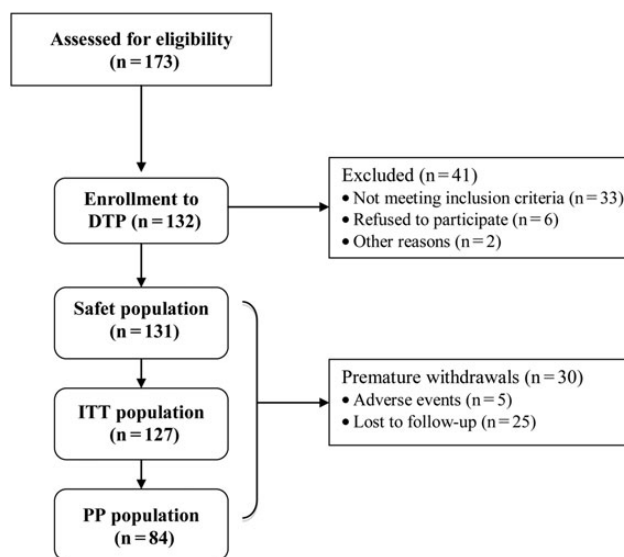 Assessed for eligibility
(n = 173)
Enrollment to
DTP (n = 132)
Excluded (n = 41)
• Not meeting inclusion criteria (n = 33)
• Refused to participate (n = 6)
• Other reasons (n = 2)
Safet population
(n = 131)
ITT population
(n = 127)
Premature withdrawals (n = 30)
• Adverse events (n = 5)
• Lost to follow-up (n = 25)
PP population
(n = 84)